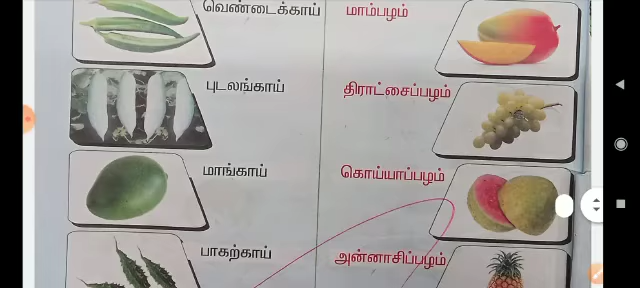 வெண்டைக்காய் மாம்பழம்
புடலங்காய் திராட்சைப்பழம்
மாங்காய் கொய்யாப்பழம்
பாகற்காய் அன்னாசிப்பழம்